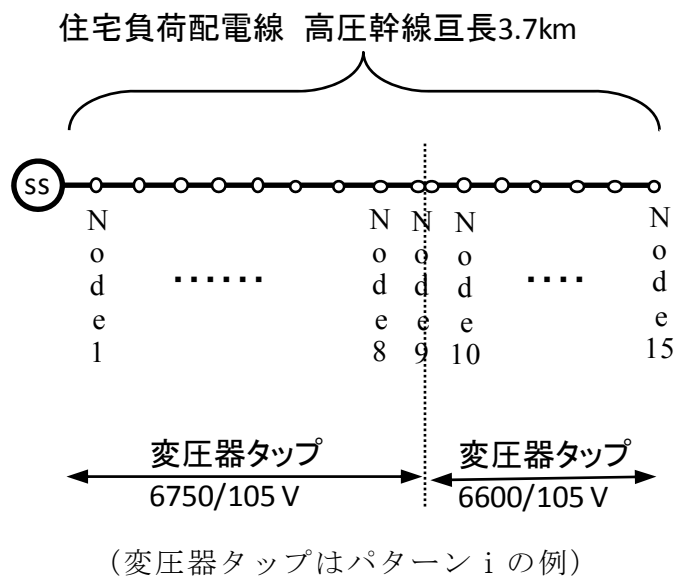 住宅負荷配電線 高圧幹線亘長3.7km
SS
Node1
......
Node8
Node9
Node10
....
Node15
変圧器タップ
6750/105 V
変圧器タップ
6600/105 V
（変圧器タップはパターンｉの例）